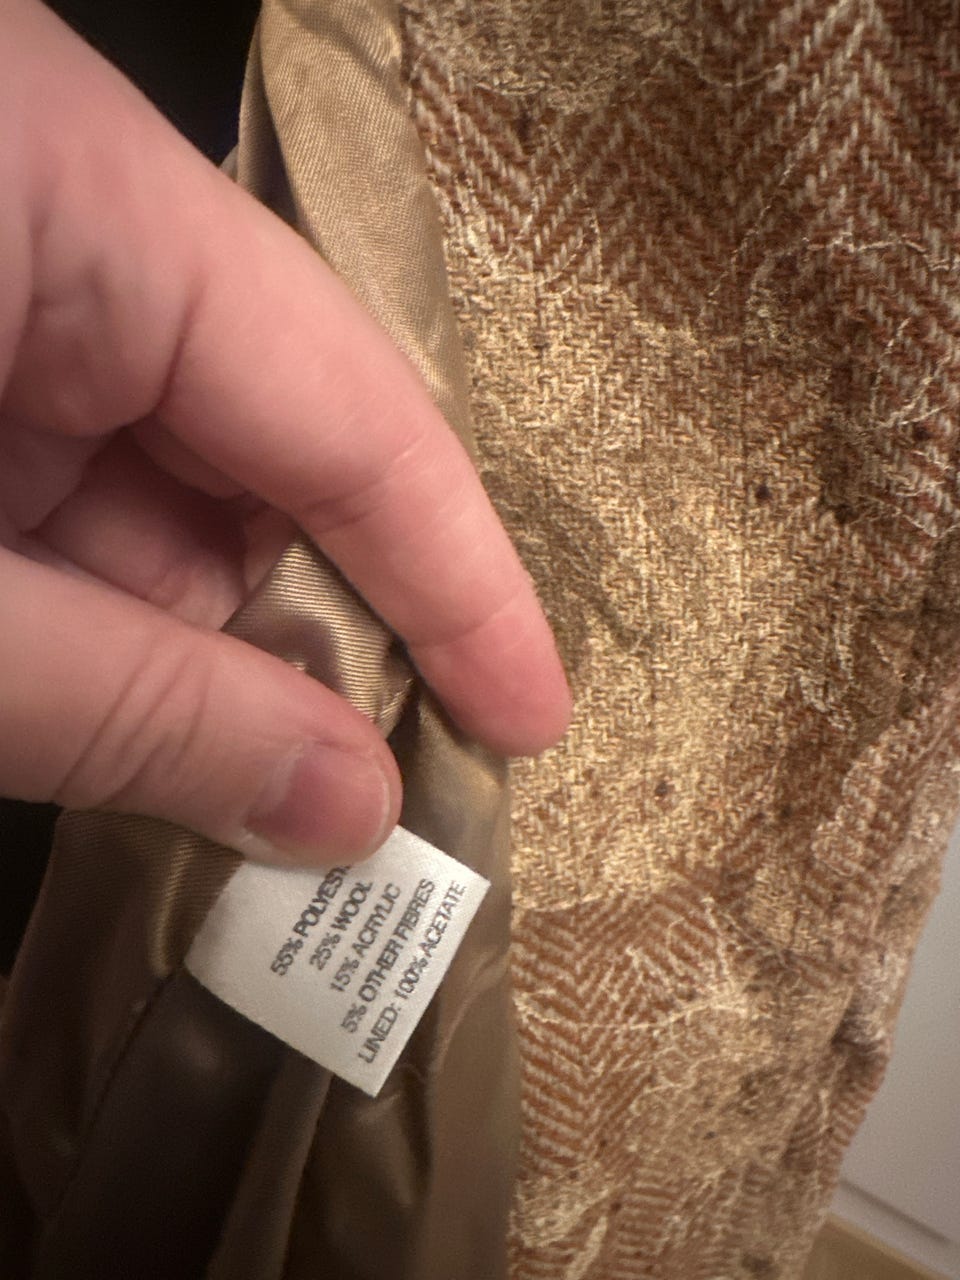 55% POLYEST
25% WOOL
15% ACRYLIC
5% OTHER FIBRES
LINED: 100% ACETATE